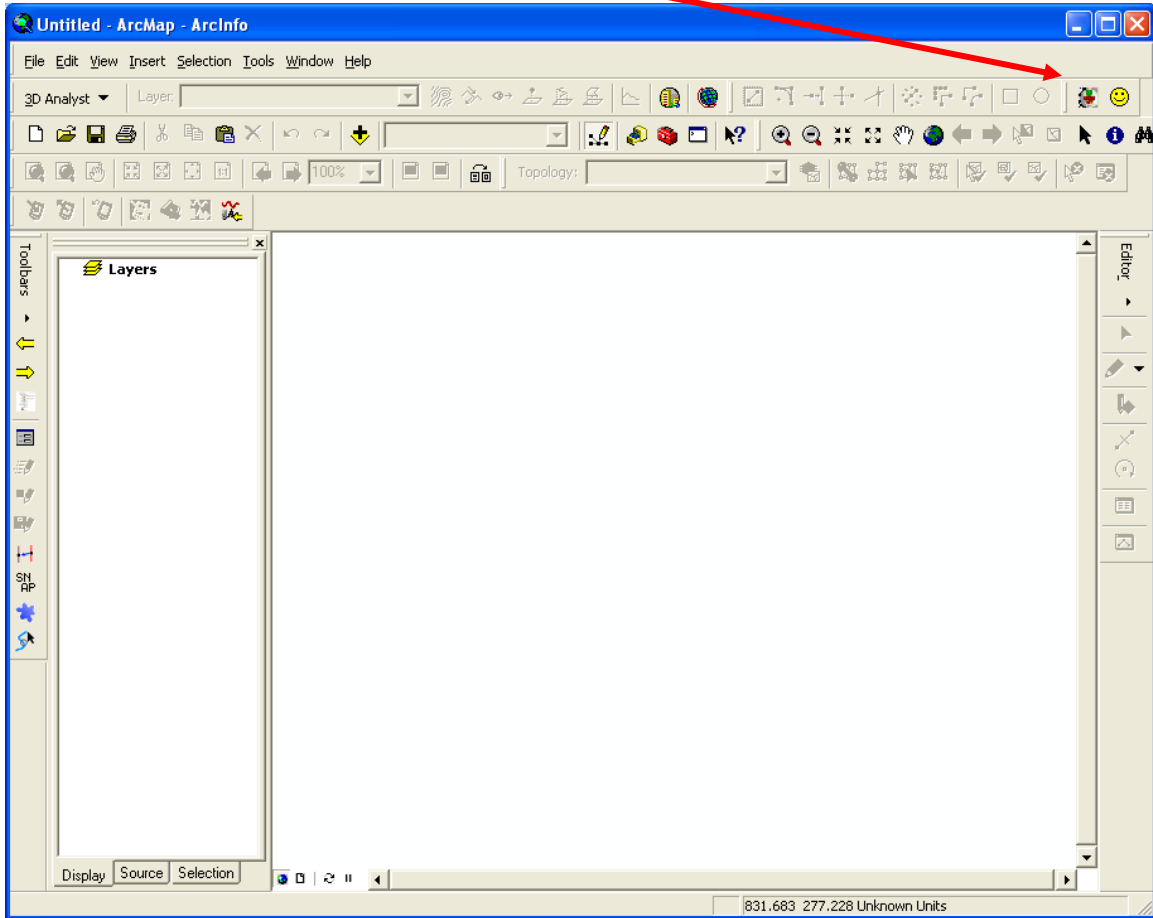 Untitled - ArcMap - ArcInfo
File Edit View Insert Selection Tools Window Help
3D Analyst Layer:
100% Topology:
Toolbars
Layers
Editor
SN
AP
Display Source Selection
831.683 277.228 Unknown Units